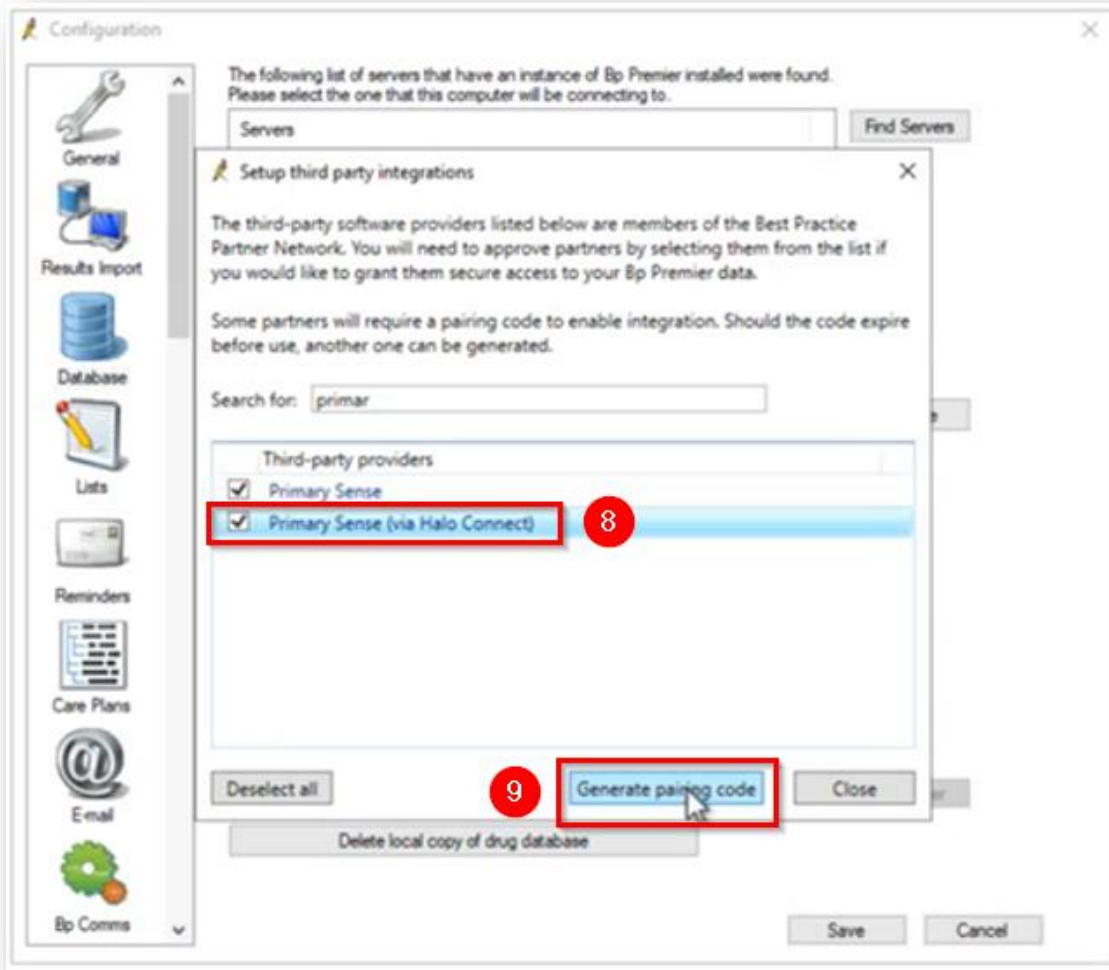 Configuration
General
Results Import
Database
Lists
Reminders
Care Plans
E-mail
Bp Comms
The following list of servers that have an instance of Bp Premier installed were found.
Please select the one that this computer will be connecting to.
Servers
Find Servers
Setup third party integrations
The third-party software providers listed below are members of the Best Practice
Partner Network. You will need to approve partners by selecting them from the list if
you would like to grant them secure access to your Bp Premier data.
Some partners will require a pairing code to enable integration. Should the code expire
before use, another one can be generated.
Search for: primar
Third-party providers
Primary Sense
Primary Sense (via Halo Connect)
8
Deselect all
9
Generate pairing code
Close
Delete local copy of drug database
Save
Cancel